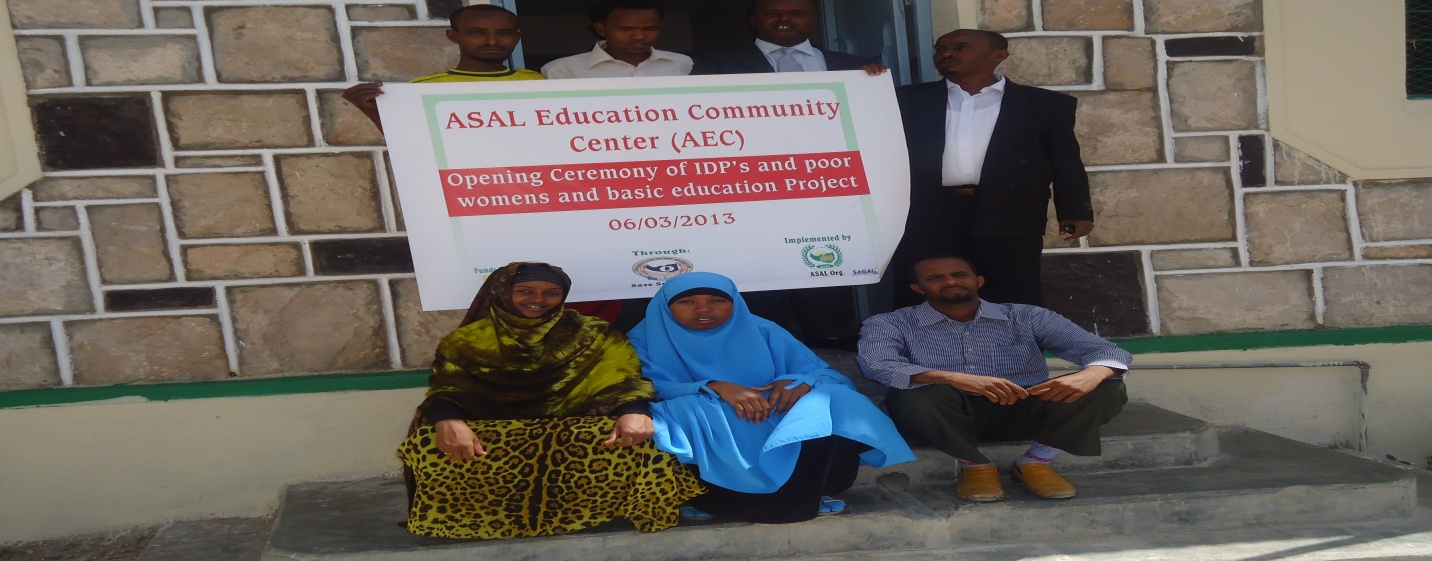 ASAL Education Community
Center (AEC)
Opening Ceremony of IDP's and poor
womens and basic education Project
06/03/2013
Through:
Implemented by
ASAL Org
SAGAL